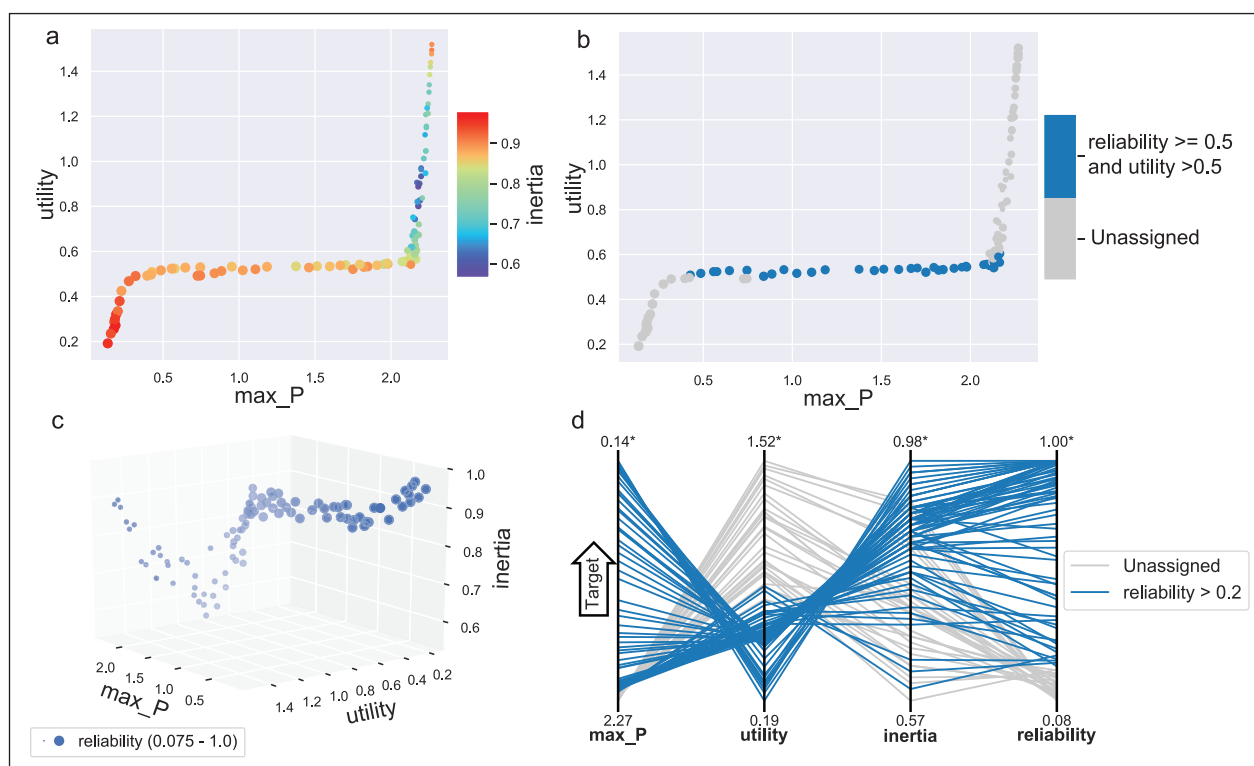 a
utility
1.4
1.2
1.0
0.8
0.6
0.4
0.2
0.5
1.0
1.5
2.0
max_P
0.9
0.8
0.7
0.6
inertia
b
utility
1.4
1.2
1.0
0.8
0.6
0.4
0.2
0.5
1.0
1.5
2.0
max_P
reliability >= 0.5
and utility >0.5
Unassigned
c
1.0
0.9
0.8
0.7
0.6
inertia
2.0
1.5
1.0
0.5
max_P
1.4
1.2
1.0
0.8
0.6
0.4
0.2
utility
reliability (0.075 - 1.0)
d
0.14*
1.52*
0.98*
1.00*
Target
Unassigned
reliability > 0.2
2.27
0.19
0.57
0.08
max_P
utility
inertia
reliability